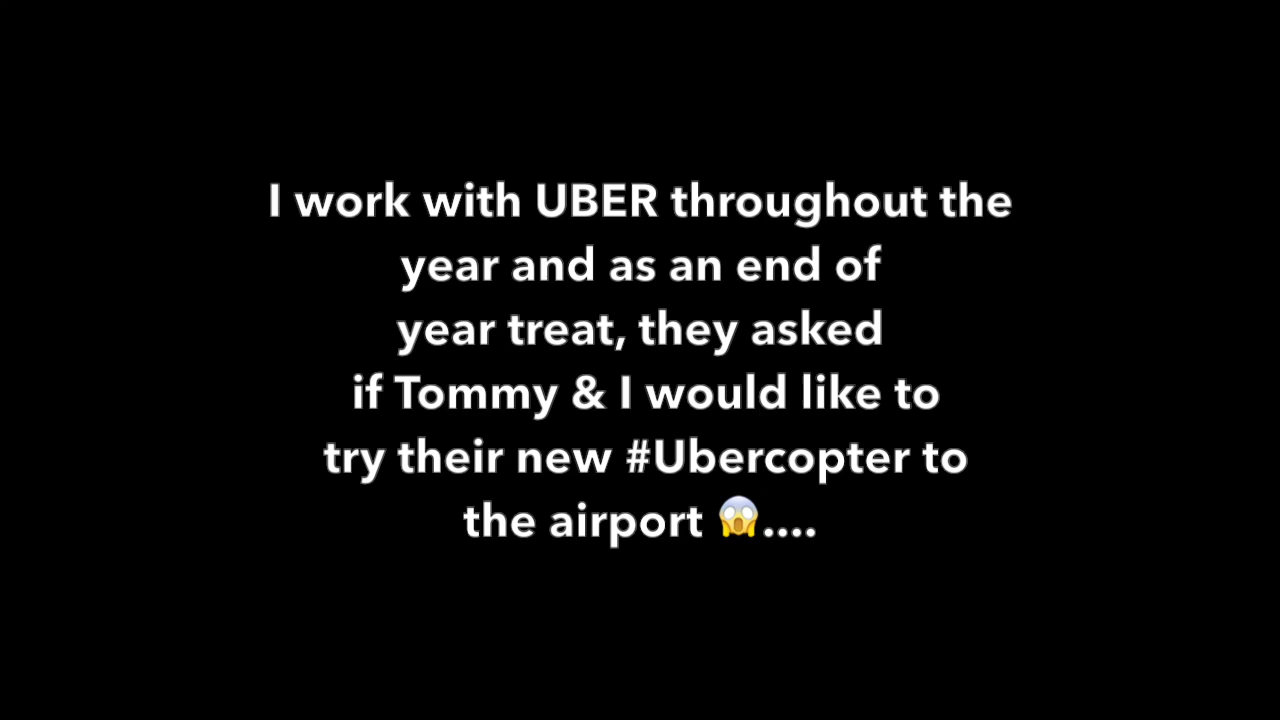 I work with UBER throughout the
year and as an end of
year treat, they asked
if Tommy & I would like to
try their new #Ubercopter to
the airport 😱....